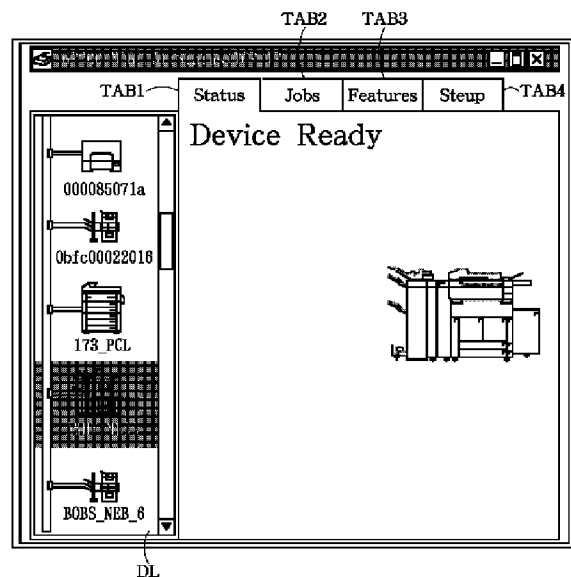 TAB2 TAB3
TAB1 Status Jobs Features Steup TAB4
Device Ready
000085071a
0bfc00022016
173_PCL
BOBS_NEB_6
DL